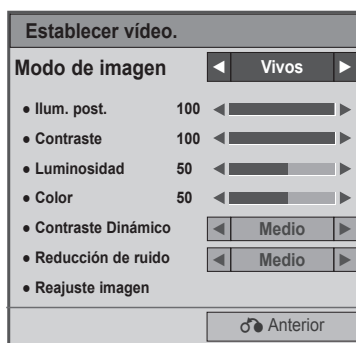 Establecer vídeo.
Modo de imagen ◄ Vivos ►
● Ilum. post. 100 ◄ ►
● Contraste 100 ◄ ►
● Luminosidad 50 ◄ ►
● Color 50 ◄ ►
● Contraste Dinámico ◄ Medio ►
● Reducción de ruido ◄ Medio ►
● Reajuste imagen
Anterior